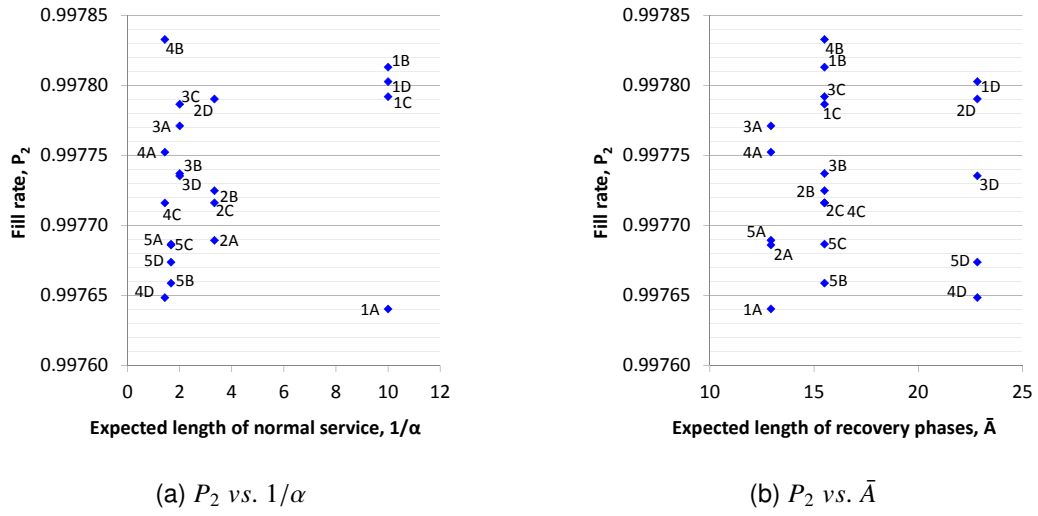 0.99785
0.99780
0.99775
0.99770
0.99765
0.99760
Fill rate, P2
4B
1B
1D
1C
3C
2D
3A
4A
3B
3D
2B
2C
4C
5A
5C
2A
5D
5B
4D
1A
0 2 4 6 8 10 12
Expected length of normal service, 1/α
(a) P2 vs. 1/α
0.99785
0.99780
0.99775
0.99770
0.99765
0.99760
Fill rate, P2
4B
1B
1D
3C
2D
1C
3A
4A
3B
3D
2B
2C 4C
5A
2A
5C
5D
5B
4D
1A
10 15 20 25
Expected length of recovery phases, Ā
(b) P2 vs. Ā